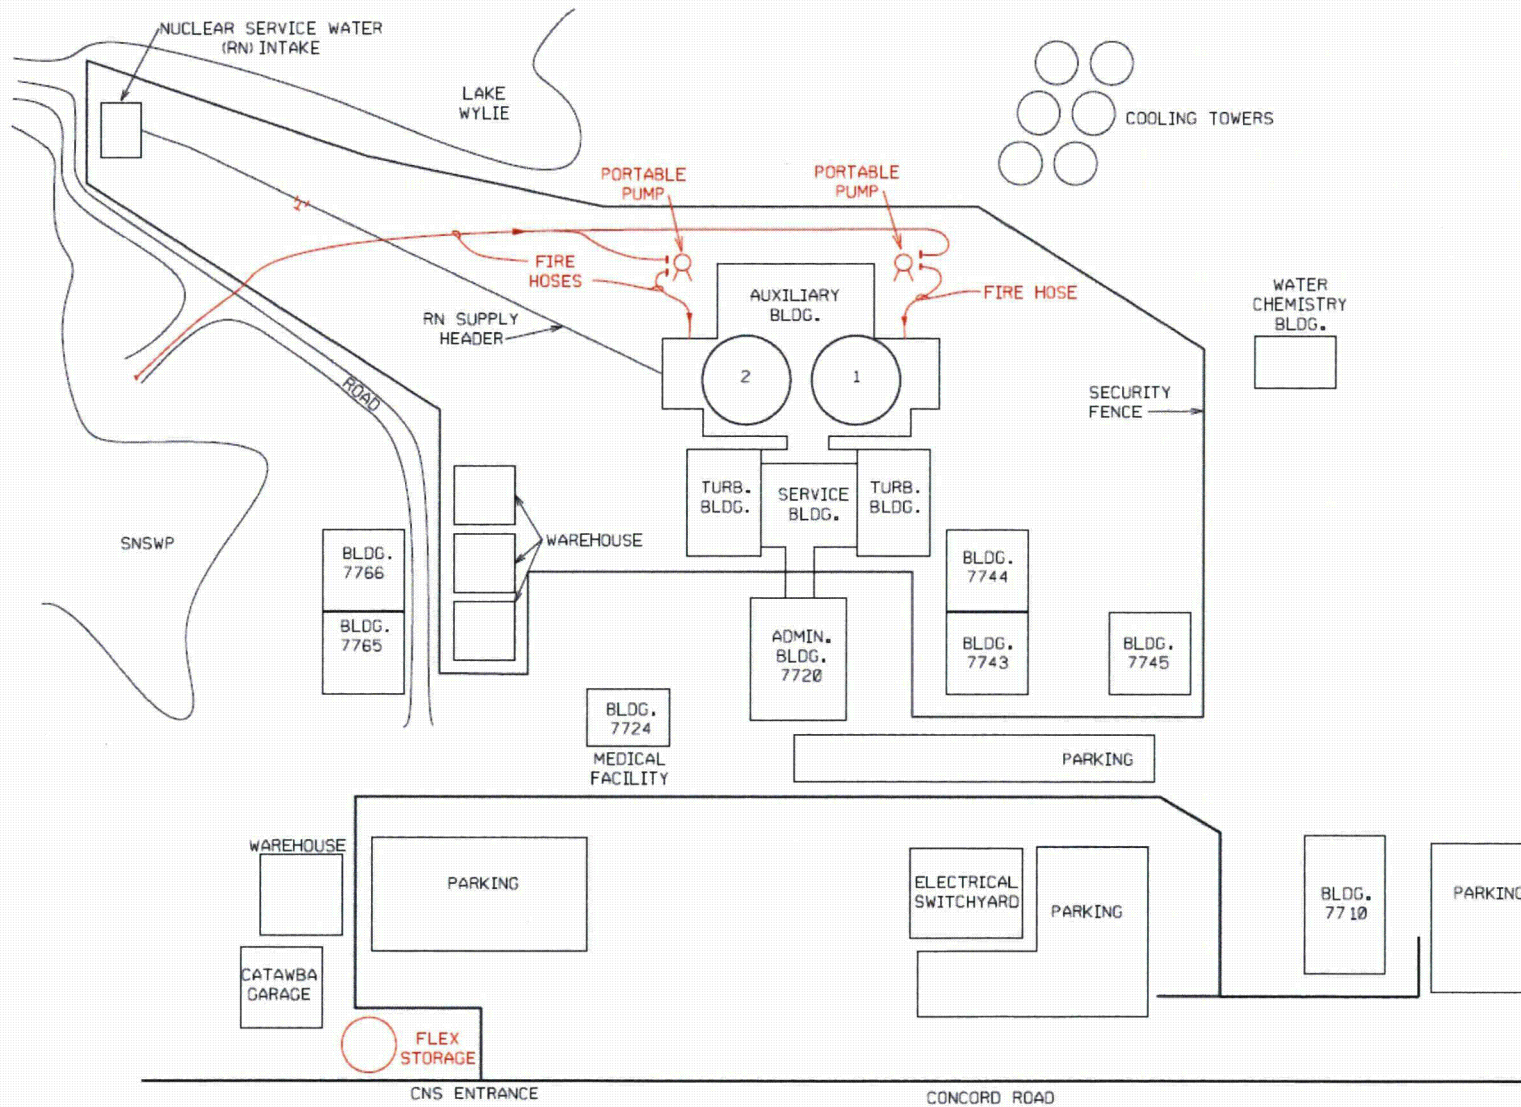 NUCLEAR SERVICE WATER
(RN) INTAKE
LAKE
WYLIE
COOLING TOWERS
PORTABLE
PUMP
PORTABLE
PUMP
FIRE
HOSES
FIRE HOSE
AUXILIARY
BLDG.
WATER
CHEMISTRY
BLDG.
RN SUPPLY
HEADER
2
1
ROAD
SECURITY
FENCE
TURB.
BLDG.
SERVICE
BLDG.
TURB.
BLDG.
SNSWP
WAREHOUSE
BLDG.
7766
BLDG.
7765
BLDG.
7744
BLDG.
7743
BLDG.
7745
ADMIN.
BLDG.
7720
BLDG.
7724
MEDICAL
FACILITY
PARKING
WAREHOUSE
PARKING
ELECTRICAL
SWITCHYARD
PARKING
BLDG.
7710
PARKING
CATAWBA
GARAGE
FLEX
STORAGE
CNS ENTRANCE
CONCORD ROAD